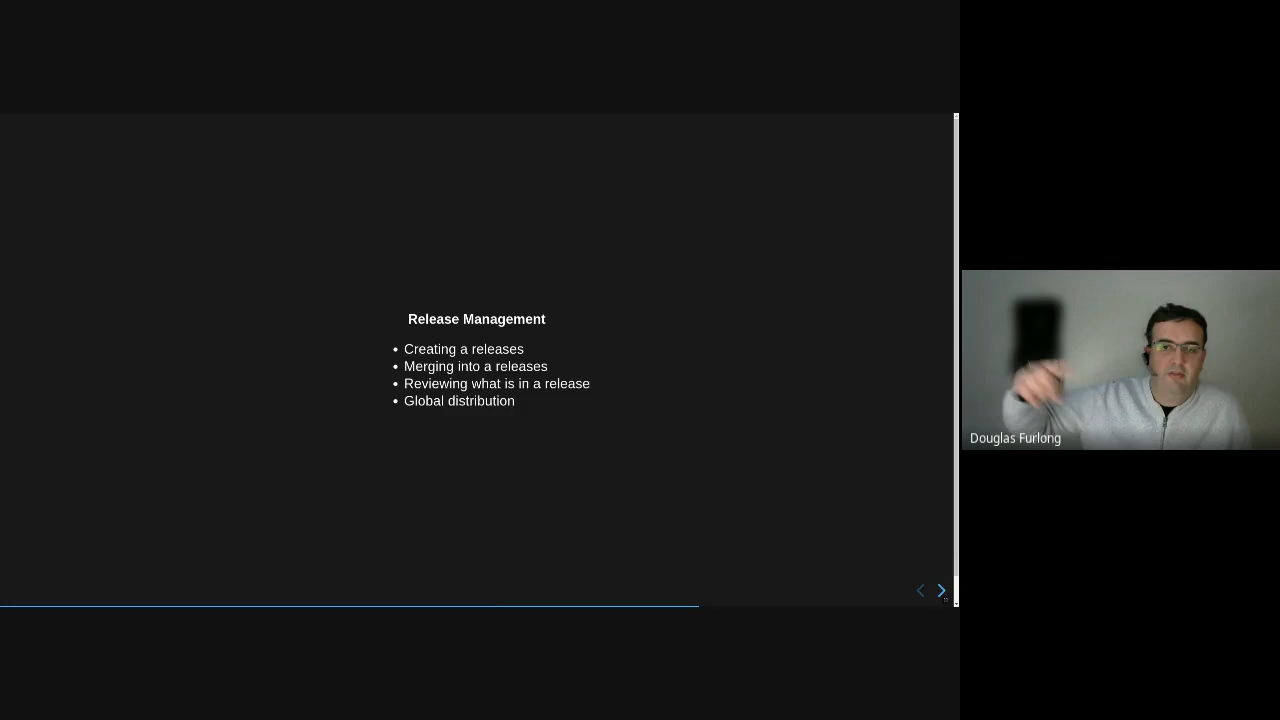 Release Management
• Creating a releases
• Merging into a releases
• Reviewing what is in a release
• Global distribution
Douglas Furlong